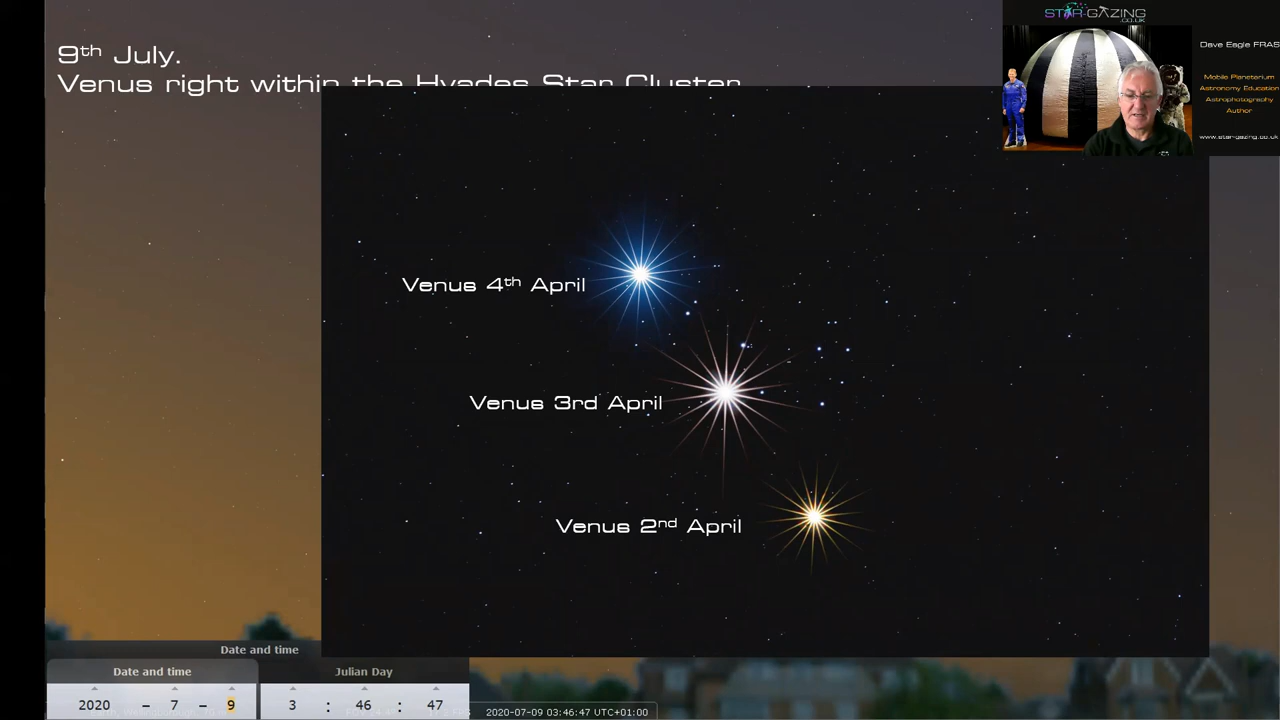 9th July.
Venus right within the Hyades Star Cluster
STAR-GAZING
.CO.UK
Dave Eagle FRAS
Mobile Planetarium
Astronomy Education
Astrophotography
Author
www.star-gazing.co.uk
Venus 4th April
Venus 3rd April
Venus 2nd April
Date and time
Date and time
Julian Day
2020 - 7 - 9
3 : 46 : 47
2020-07-09 03:46:47 UTC+01:00